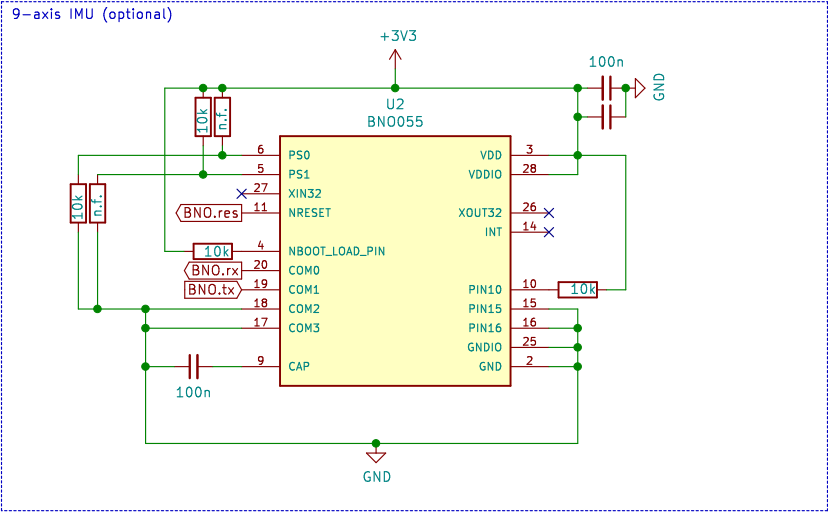 9-axis IMU (optional)
+3V3
100n
GND
U2
BNO055
10k
n.f.
10k
n.f.
6
PS0
5
PS1
27
XIN32
BNO.res
11
NRESET
10k
4
NBOOT_LOAD_PIN
BNO.rx
20
COM0
BNO.tx
19
COM1
18
COM2
17
COM3
100n
9
CAP
VDD
3
VDDIO
28
XOUT32
26
INT
14
PIN10
10
10k
PIN15
15
PIN16
16
GNDIO
25
GND
2
GND